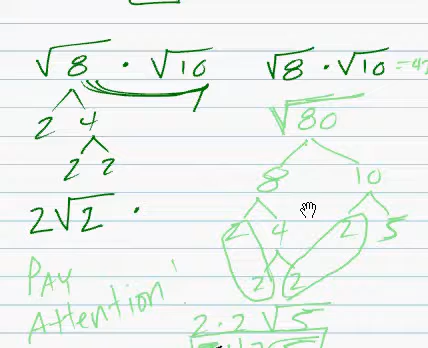 √8 · √10
2 4
2 2
2√2 ·
Pay
Attention!
√8 · √10
√80
8 10
2 4 2 5
2 2
2 · 2 √5